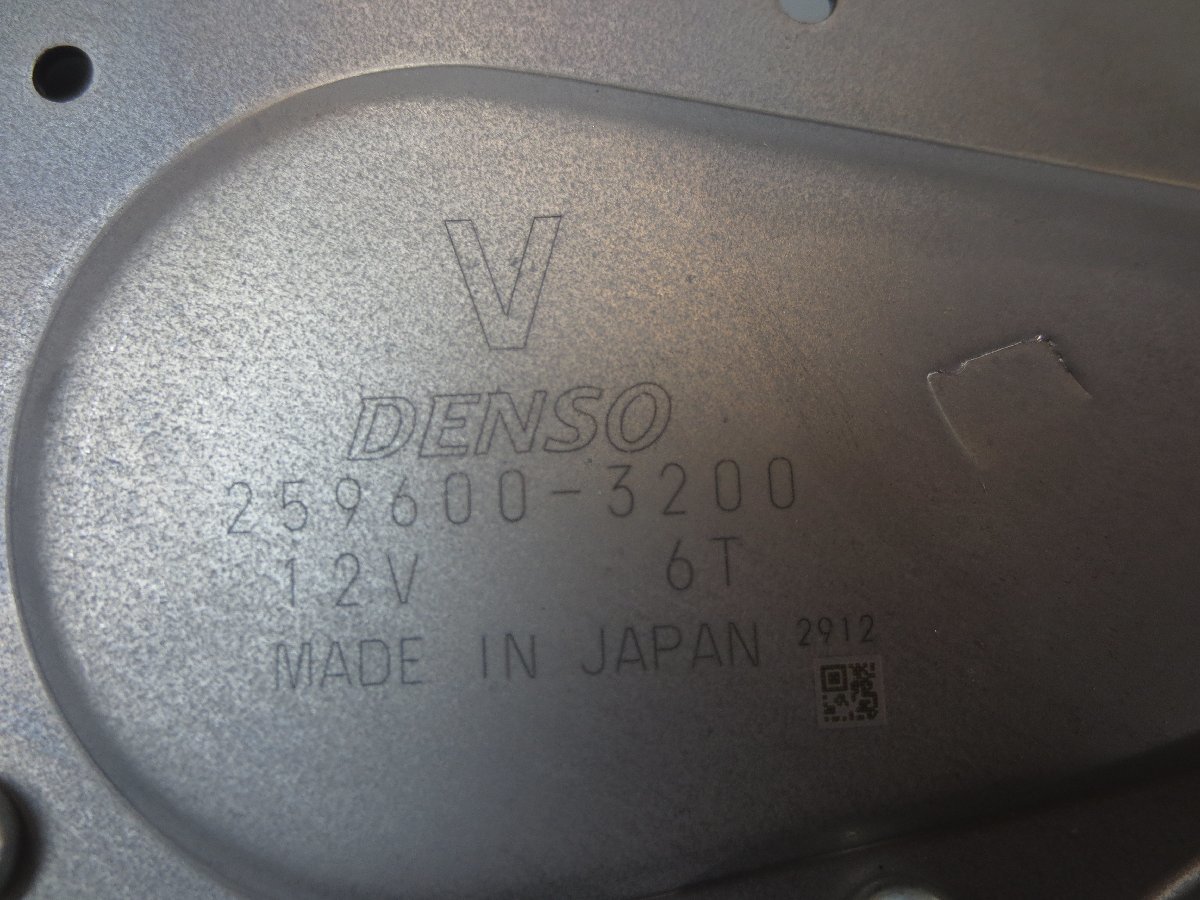 V
DENSO
259600-3200
12V 6T
MADE IN JAPAN 2912